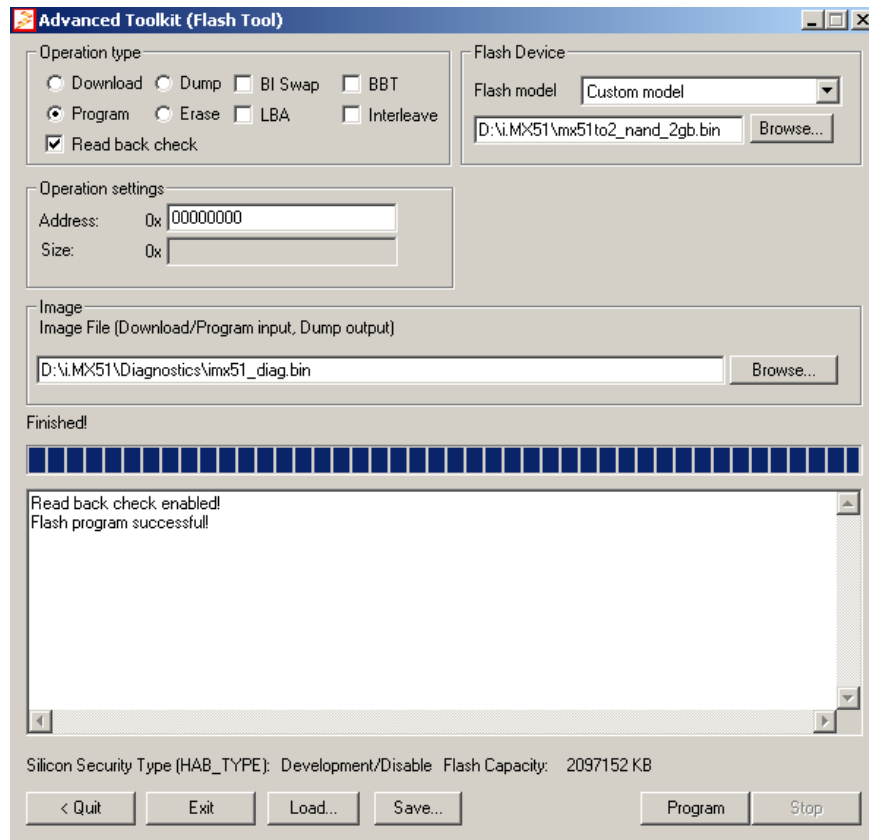 Advanced Toolkit (Flash Tool)
Operation type
Download Dump BI Swap BBT
Program Erase LBA Interleave
Read back check
Flash Device
Flash model Custom model
D:\i.MX51\mx51to2_nand_2gb.bin Browse...
Operation settings
Address: 0x 00000000
Size: 0x
Image
Image File (Download/Program input, Dump output)
D:\i.MX51\Diagnostics\imx51_diag.bin Browse...
Finished!
Read back check enabled!
Flash program successful!
Silicon Security Type (HAB_TYPE): Development/Disable Flash Capacity: 2097152 KB
< Quit Exit Load... Save... Program Stop